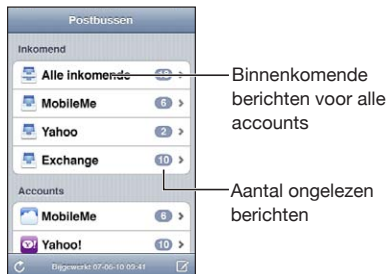 Postbussen
Inkomend
Alle inkomende
MobileMe 6
Yahoo 2
Exchange 10
Accounts
MobileMe 6
Yahoo! 10
Bijgewerkt 07-06-10 09:41
Binnenkomende
berichten voor alle
accounts
Aantal ongelezen
berichten